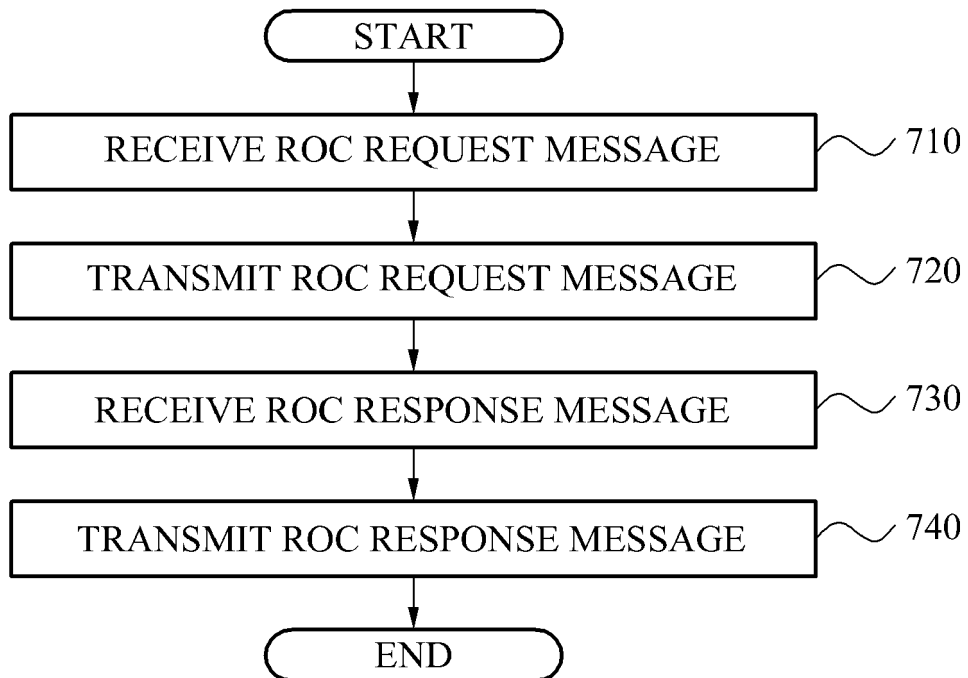 START
RECEIVE ROC REQUEST MESSAGE
710
TRANSMIT ROC REQUEST MESSAGE
720
RECEIVE ROC RESPONSE MESSAGE
730
TRANSMIT ROC RESPONSE MESSAGE
740
END